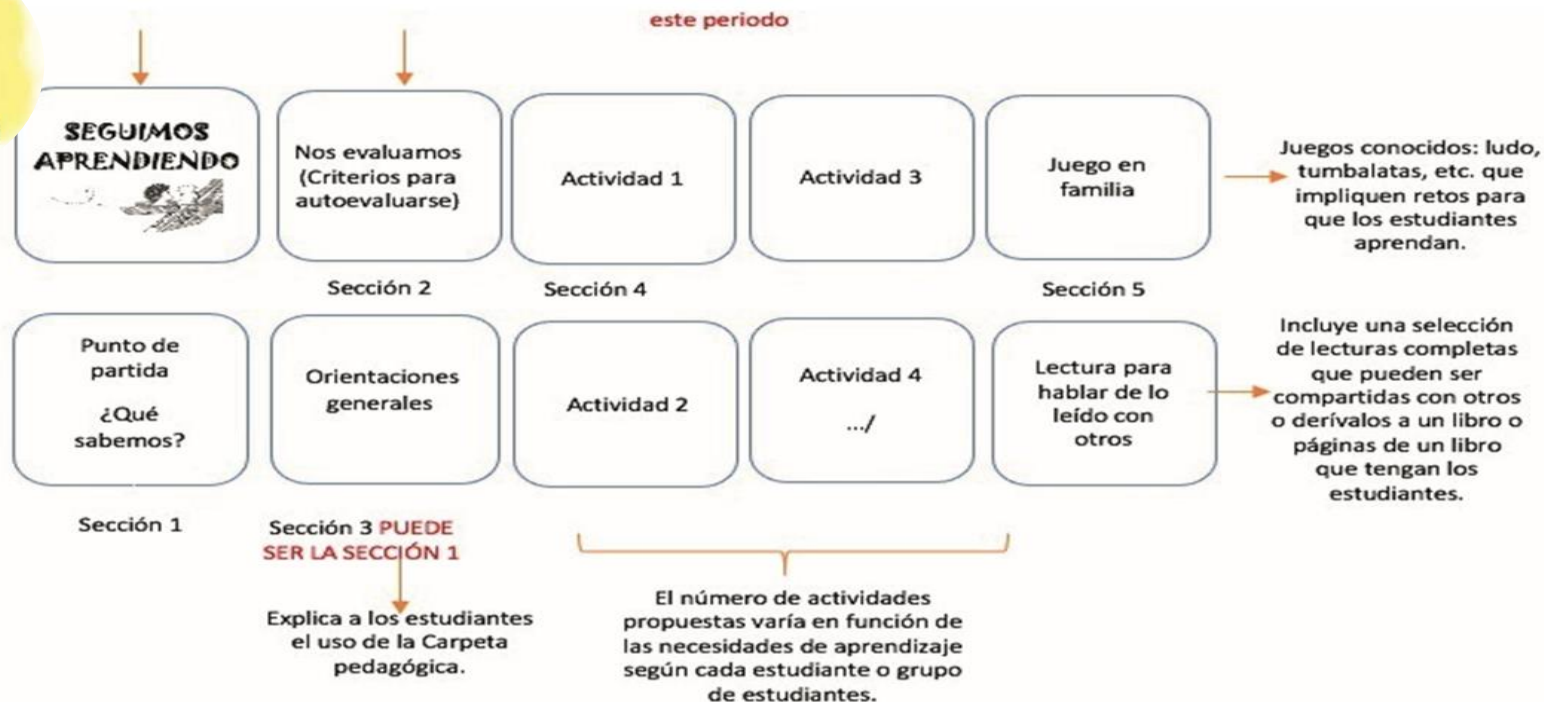 este periodo
SEGUIMOS
APRENDIENDO
Nos evaluamos
(Criterios para
autoevaluarse)
Actividad 1
Actividad 3
Juego en
familia
Juegos conocidos: ludo,
tumbalatas, etc. que
impliquen retos para
que los estudiantes
aprendan.
Sección 2
Sección 4
Sección 5
Punto de
partida
¿Qué
sabemos?
Orientaciones
generales
Actividad 2
Actividad 4
.../
Lectura para
hablar de lo
leído con
otros
Incluye una selección
de lecturas completas
que pueden ser
compartidas con otros
o derívalos a un libro o
páginas de un libro
que tengan los
estudiantes.
Sección 1
Sección 3 PUEDE
SER LA SECCIÓN 1
Explica a los estudiantes
el uso de la Carpeta
pedagógica.
El número de actividades
propuestas varía en función de
las necesidades de aprendizaje
según cada estudiante o grupo
de estudiantes.